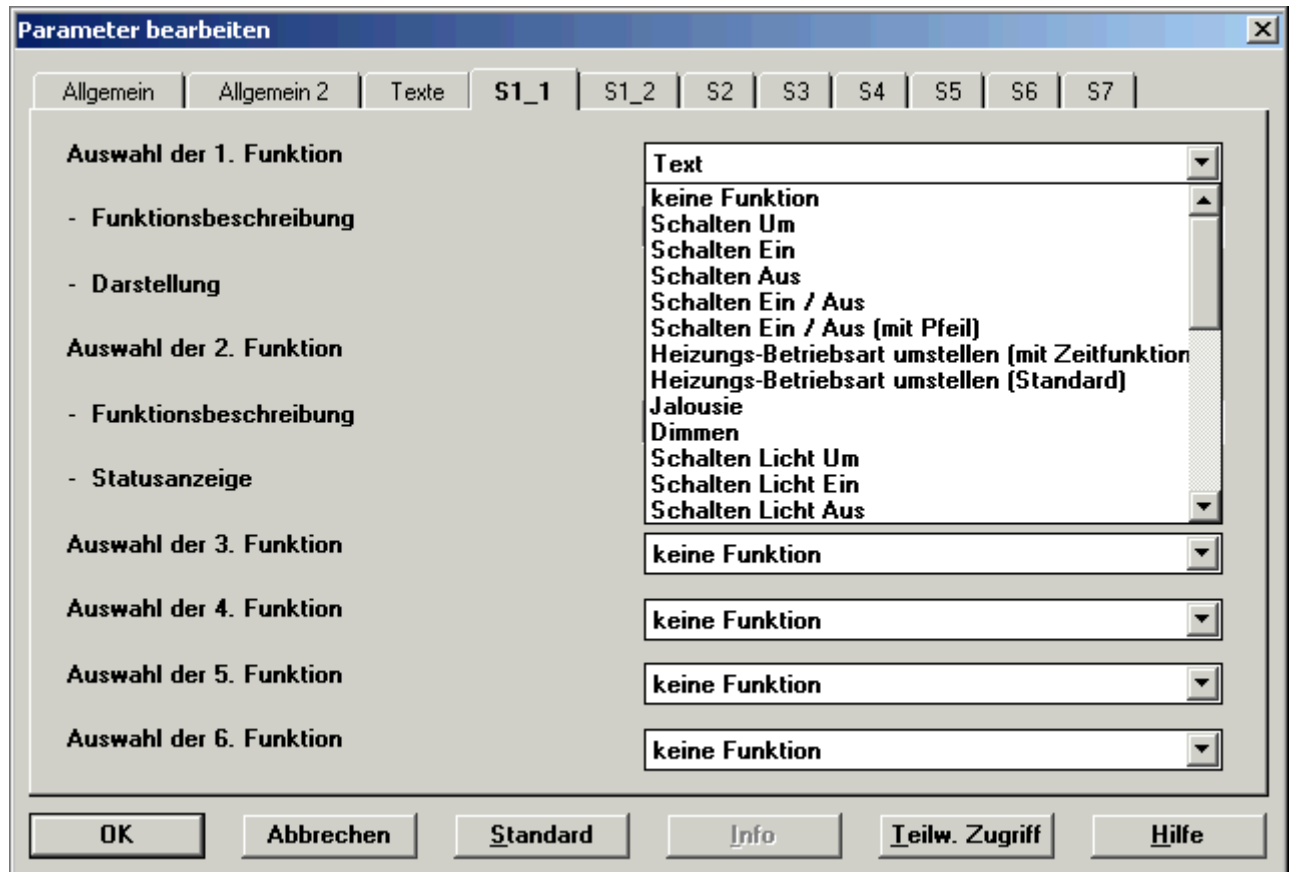 Parameter bearbeiten
Allgemein Allgemein 2 Texte S1_1 S1_2 S2 S3 S4 S5 S6 S7
Auswahl der 1. Funktion
Text
keine Funktion
Schalten Um
Schalten Ein
Schalten Aus
Schalten Ein / Aus
Schalten Ein / Aus (mit Pfeil)
Heizungs-Betriebsart umstellen (mit Zeitfunktion
Heizungs-Betriebsart umstellen (Standard)
Jalousie
Dimmen
Schalten Licht Um
Schalten Licht Ein
Schalten Licht Aus
- Funktionsbeschreibung
- Darstellung
Auswahl der 2. Funktion
- Funktionsbeschreibung
- Statusanzeige
Auswahl der 3. Funktion keine Funktion
Auswahl der 4. Funktion keine Funktion
Auswahl der 5. Funktion keine Funktion
Auswahl der 6. Funktion keine Funktion
OK Abbrechen Standard Info Teilw. Zugriff Hilfe